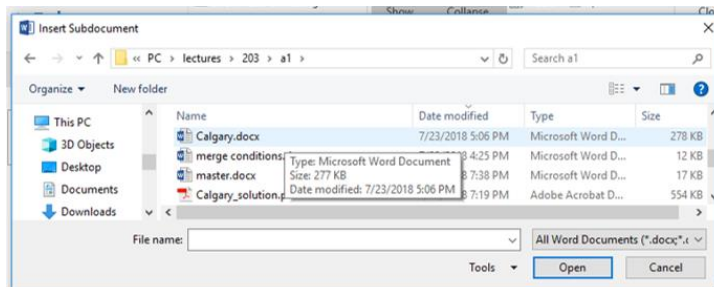 Show Collapse Clo
Insert Subdocument
« PC > lectures > 203 > a1 >
Search a1
Organize New folder
Name Date modified Type Size
This PC
3D Objects
Desktop
Documents
Downloads
Calgary.docx 7/23/2018 5:06 PM Microsoft Word D... 278 KB
merge conditions. 4:25 PM Microsoft Word D... 12 KB
master.docx 7:38 PM Microsoft Word D... 17 KB
Calgary_solution.p 7:19 PM Adobe Acrobat D... 554 KB
Type: Microsoft Word Document
Size: 277 KB
Date modified: 7/23/2018 5:06 PM
File name:
All Word Documents (*.docx;*.c
Tools Open Cancel